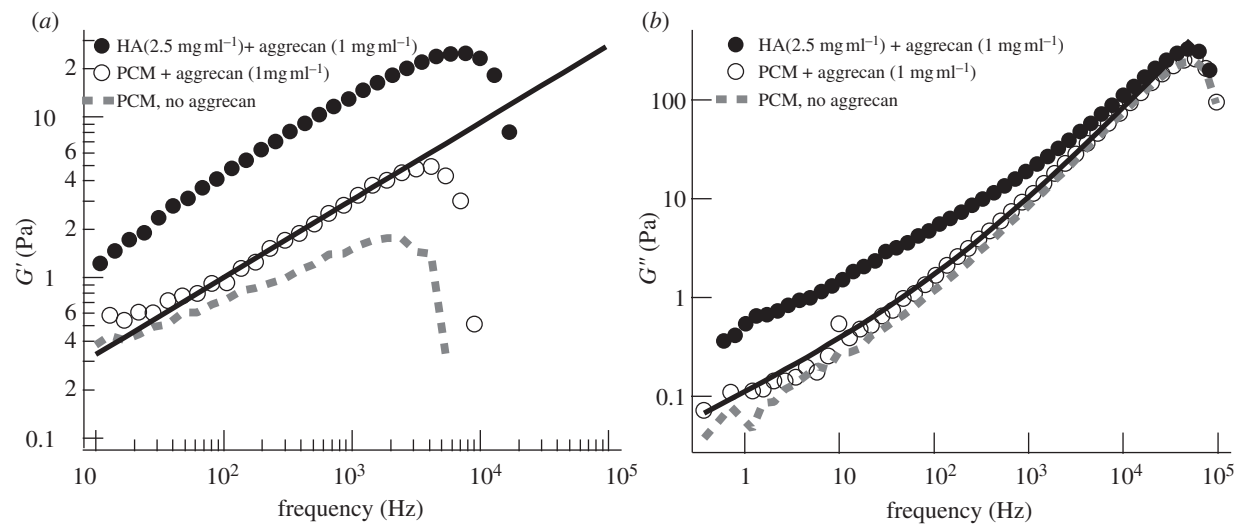 (a)
HA(2.5 mg ml⁻¹)+ aggrecan (1 mg ml⁻¹)
PCM + aggrecan (1mg ml⁻¹)
PCM, no aggrecan
2
10
6
4
2
1
6
4
2
0.1
G′ (Pa)
10
10²
10³
10⁴
10⁵
frequency (Hz)
(b)
HA(2.5 mg ml⁻¹) + aggrecan (1 mg ml⁻¹)
PCM + aggrecan (1 mg ml⁻¹)
PCM, no aggrecan
100
10
1
0.1
G″ (Pa)
1
10
10²
10³
10⁴
10⁵
frequency (Hz)